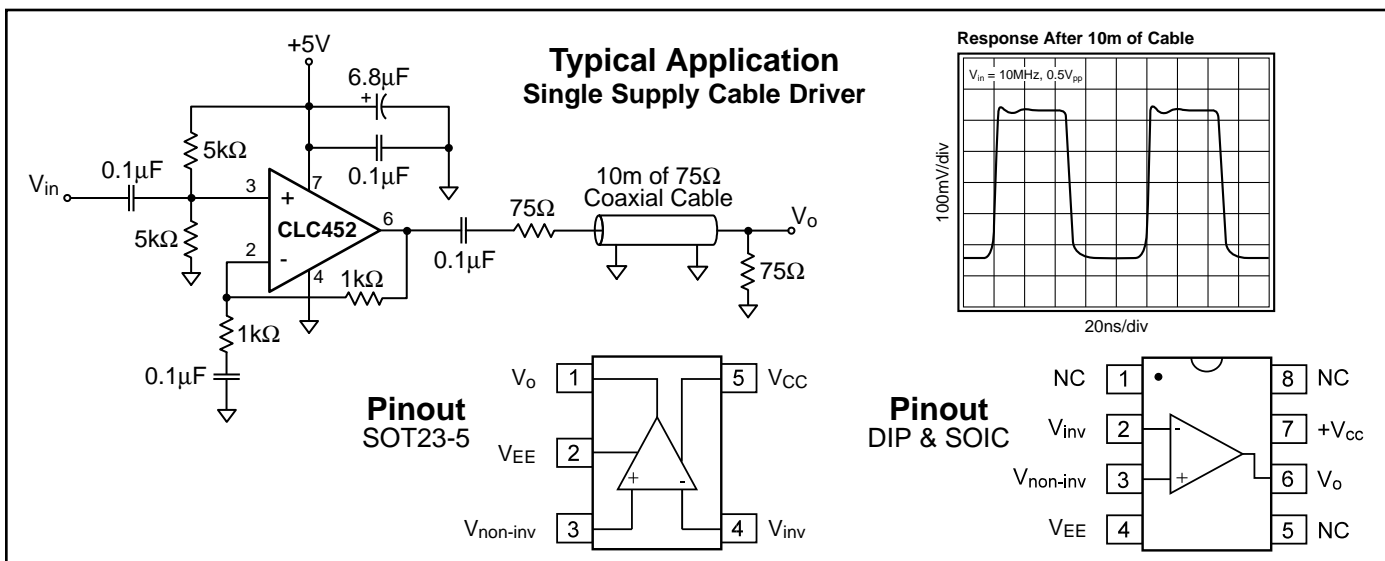 Typical Application
Single Supply Cable Driver
+5V
6.8μF
+
5kΩ
0.1μF
0.1μF
Vin
3
+
7
CLC452
6
5kΩ
2
-
4
1kΩ
1kΩ
0.1μF
0.1μF
75Ω
10m of 75Ω
Coaxial Cable
Vo
75Ω
Response After 10m of Cable
Vin = 10MHz, 0.5Vpp
100mV/div
20ns/div
Pinout
SOT23-5
Vo 1
5 VCC
VEE 2
+ -
Vnon-inv 3
4 Vinv
Pinout
DIP & SOIC
NC 1
8 NC
Vinv 2 -
7 +Vcc
Vnon-inv 3 +
6 Vo
VEE 4
5 NC